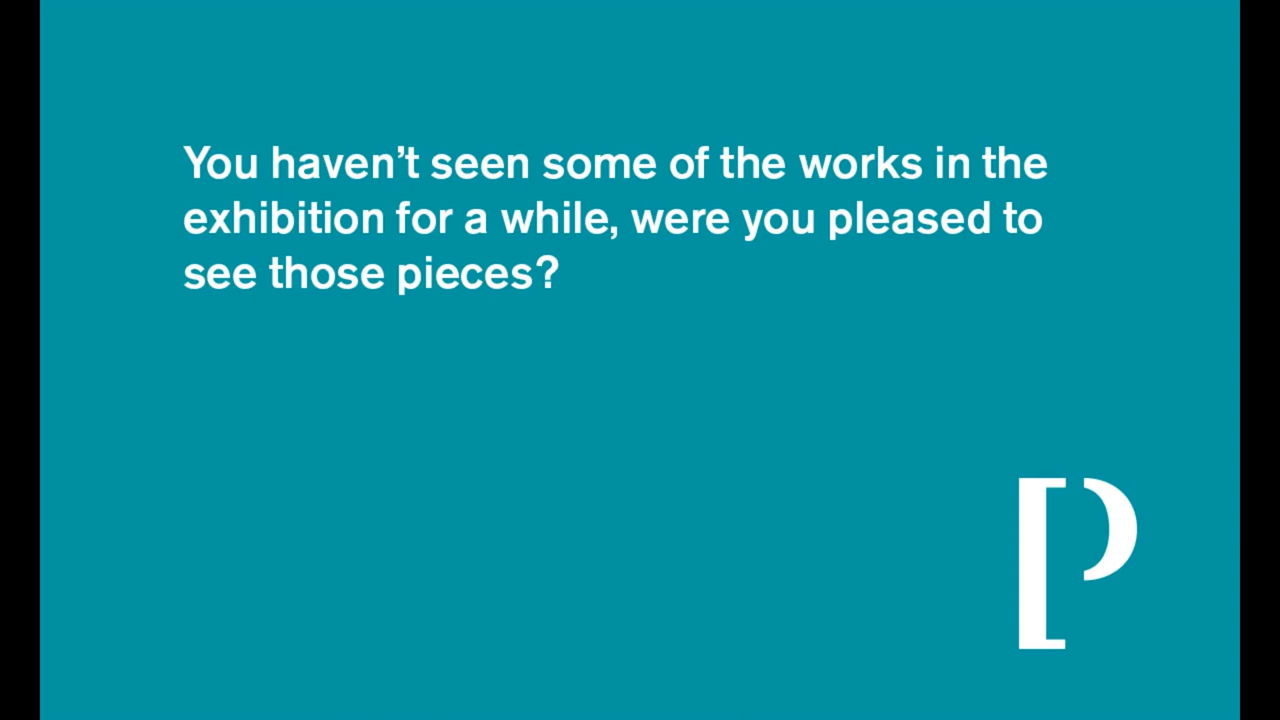 You haven’t seen some of the works in the
exhibition for a while, were you pleased to
see those pieces?
P